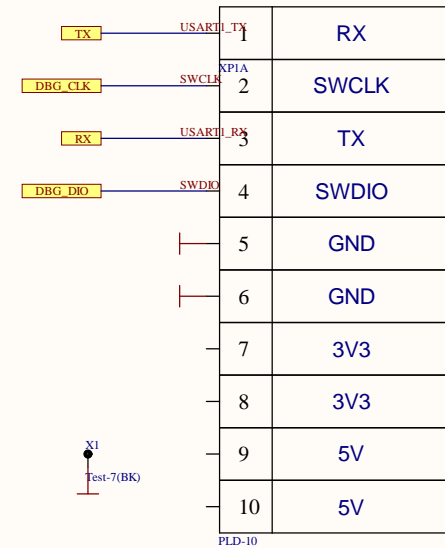 TX USART1_TX 1 RX
XP1A
DBG_CLK SWCLK 2 SWCLK
RX USART1_RX 3 TX
DBG_DIO SWDIO 4 SWDIO
5 GND
6 GND
7 3V3
8 3V3
X1
9 5V
Test-7(BK)
10 5V
PLD-10